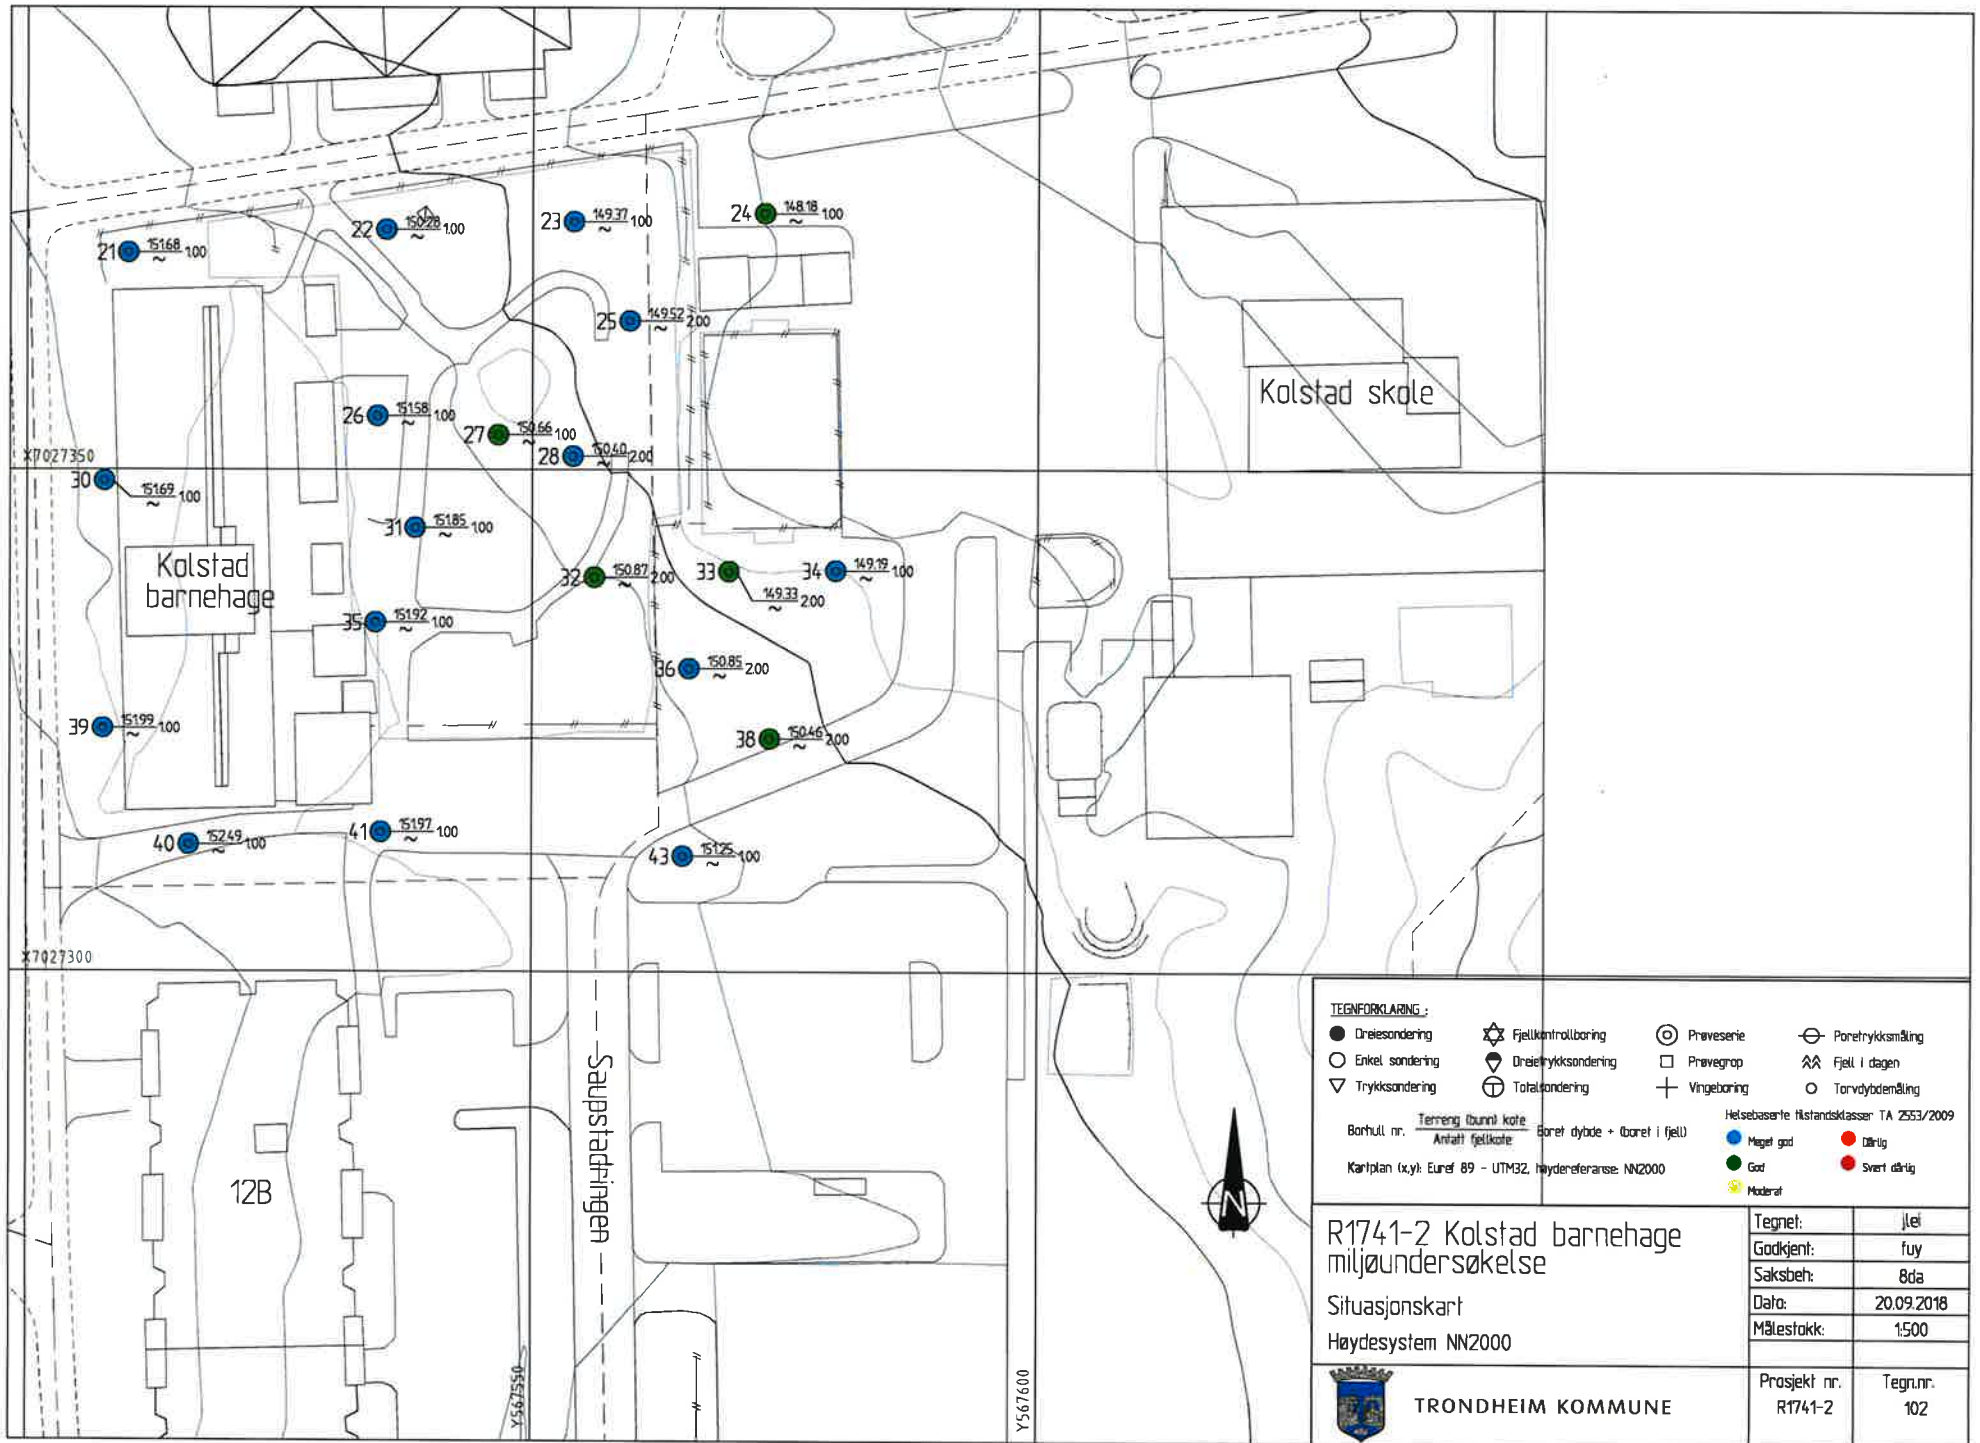 22 150.28 1.00
23 149.37 1.00
24 148.18 1.00
21 151.68 1.00
25 149.52 2.00
26 151.58 1.00
27 150.66 1.00
28 150.40 2.00
Kolstad skole
X7027350
30 151.69 1.00
31 151.85 1.00
Kolstad
barnehage
32 150.87 2.00
33 149.33 2.00
34 149.19 1.00
35 151.92 1.00
36 150.85 2.00
39 151.99 1.00
38 150.46 2.00
40 152.49 1.00
41 151.97 1.00
43 151.25 1.00
X7027300
12B
Saupstadringen
Y567550
Y567600
TEGNFORKLARING :
Dreiesondering
Fjellkontrollboring
Prøveserie
Poretrykksmåling
Enkel sondering
Dreietrykksondering
Prøvegrop
Fjell i dagen
Trykksondering
Totalsondering
Vingeboring
Torvdybdemåling
Borhull nr.
Terreng (bunn) kote
Antatt fjellkote
Boret dybde + (boret i fjell)
Kartplan (x,y): Euref 89 - UTM32, høydereferanse: NN2000
Helsebaserte tilstandsklasser TA 2553/2009
Meget god
Dårlig
God
Svært dårlig
Moderat
N
R1741-2 Kolstad barnehage
miljøundersøkelse
Situasjonskart
Høydesystem NN2000
Tegnet: jlei
Godkjent: fuy
Saksbeh: 8da
Dato: 20.09.2018
Målestokk: 1:500
TRONDHEIM KOMMUNE
Prosjekt nr.
R1741-2
Tegn.nr.
102